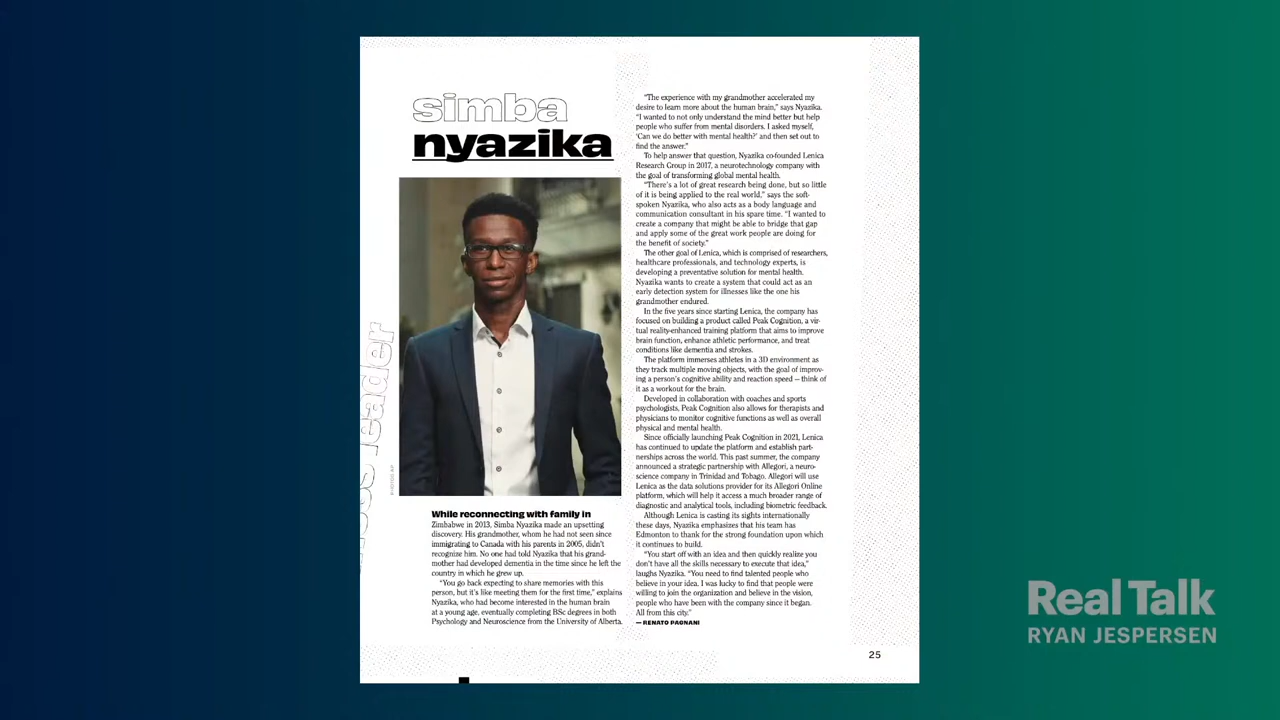 simba
nyazika
While reconnecting with family in
Zimbabwe in 2013, Simba Nyazika made an upsetting
discovery. His grandmother, whom he had not seen since
immigrating to Canada with his parents in 2005, didn't
recognize him. No one had told Nyazika that his grand-
mother had developed dementia in the time since he left the
country in which he grew up.
"You go back expecting to share memories with this
person, but it's like meeting them for the first time," explains
Nyazika, who had become interested in the human brain
at a young age, eventually completing BSc degrees in both
Psychology and Neuroscience from the University of Alberta.
"The experience with my grandmother accelerated my
desire to learn more about the human brain," says Nyazika.
"I wanted to not only understand the mind better but help
people who suffer from mental disorders. I asked myself,
'Can we do better with mental health?' and then set out to
find the answer."
To help answer that question, Nyazika co-founded Lenica
Research Group in 2017, a neurotechnology company with
the goal of transforming global mental health.
"There's a lot of great research being done, but so little
of it is being applied to the real world," says the soft-
spoken Nyazika, who also acts as a body language and
communication consultant in his spare time. "I wanted to
create a company that might be able to bridge that gap
and apply some of the great work people are doing for
the benefit of society."
The other goal of Lenica, which is comprised of researchers,
healthcare professionals, and technology experts, is
developing a preventative solution for mental health.
Nyazika wants to create a system that could act as an
early detection system for illnesses like the one his
grandmother endured.
In the five years since starting Lenica, the company has
focused on building a product called Peak Cognition, a vir-
tual reality-enhanced training platform that aims to improve
brain function, enhance athletic performance, and treat
conditions like dementia and strokes.
The platform immerses athletes in a 3D environment as
they track multiple moving objects, with the goal of improv-
ing a person's cognitive ability and reaction speed — think of
it as a workout for the brain.
Developed in collaboration with coaches and sports
psychologists, Peak Cognition also allows for therapists and
physicians to monitor cognitive functions as well as overall
physical and mental health.
Since officially launching Peak Cognition in 2021, Lenica
has continued to update the platform and establish part-
nerships across the world. This past summer, the company
announced a strategic partnership with Allegori, a neuro-
science company in Trinidad and Tobago. Allegori will use
Lenica as the data solutions provider for its Allegori Online
platform, which will help it access a much broader range of
diagnostic and analytical tools, including biometric feedback.
Although Lenica is casting its sights internationally
these days, Nyazika emphasizes that his team has
Edmonton to thank for the strong foundation upon which
it continues to build.
"You start off with an idea and then quickly realize you
don't have all the skills necessary to execute that idea,"
laughs Nyazika. "You need to find talented people who
believe in your idea. I was lucky to find that people were
willing to join the organization and believe in the vision,
people who have been with the company since it began.
All from this city."
— RENATO PAGNANI
25
Real Talk
RYAN JESPERSEN
leader